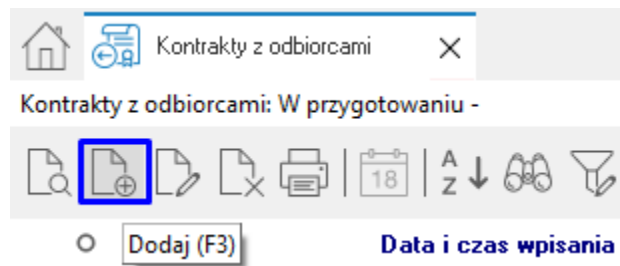 Kontrakty z odbiorcami
Kontrakty z odbiorcami: W przygotowaniu -
18 A Z
Dodaj (F3) Data i czas wpisania